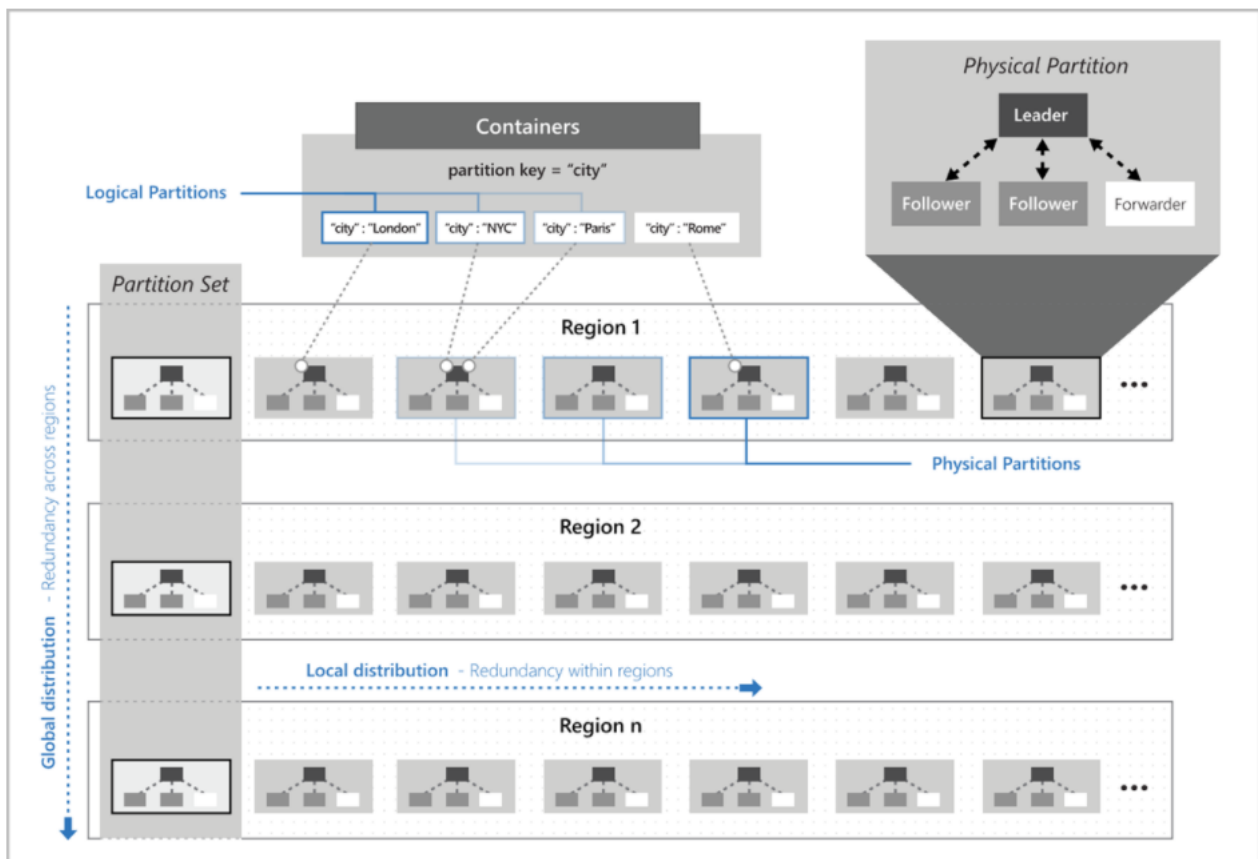 Physical Partition
Leader
Follower
Follower
Forwarder
Containers
partition key = "city"
Logical Partitions
"city" : "London"
"city" : "NYC"
"city" : "Paris"
"city" : "Rome"
Partition Set
Region 1
...
Physical Partitions
Region 2
...
Local distribution - Redundancy within regions
Region n
...
Global distribution - Redundancy across regions